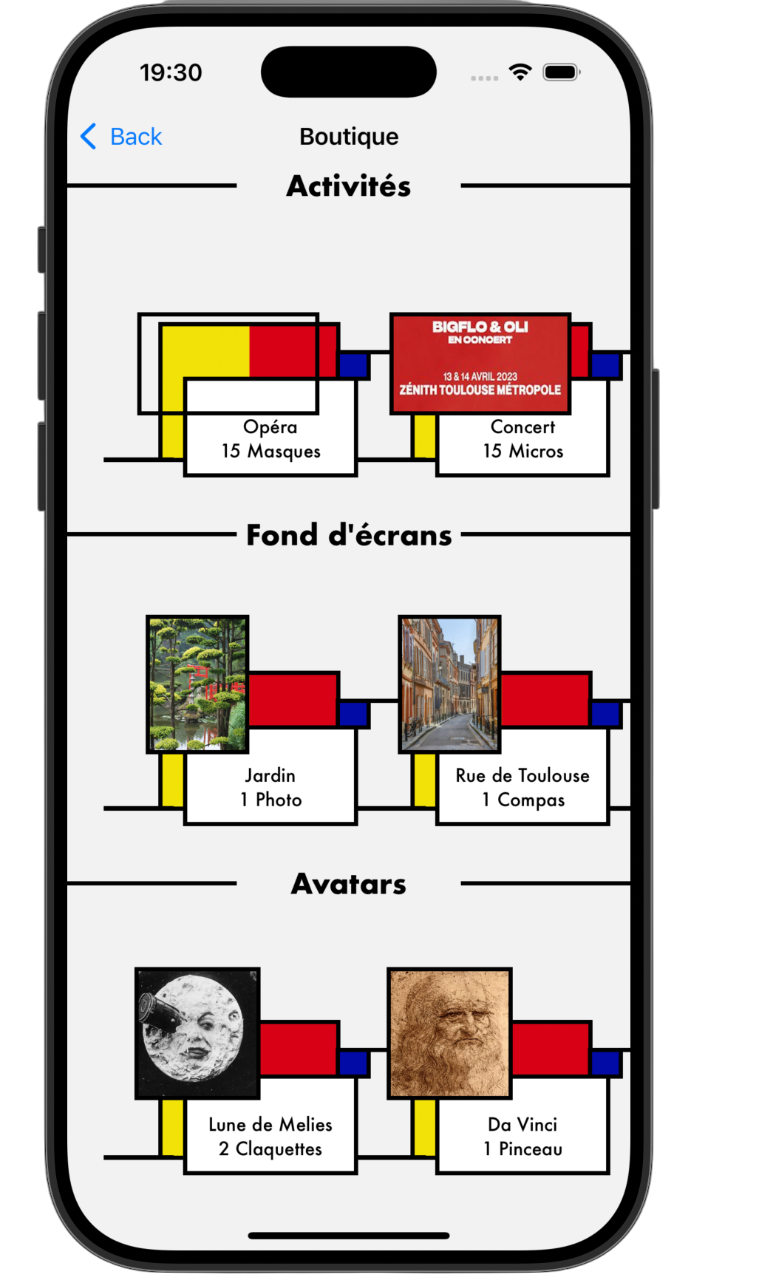 19:30
Back
Boutique
Activités
BIGFLO & OLI
EN CONCERT
13 & 14 AVRIL 2023
ZÉNITH TOULOUSE MÉTROPOLE
Opéra
15 Masques
Concert
15 Micros
Fond d'écrans
Jardin
1 Photo
Rue de Toulouse
1 Compas
Avatars
Lune de Melies
2 Claquettes
Da Vinci
1 Pinceau